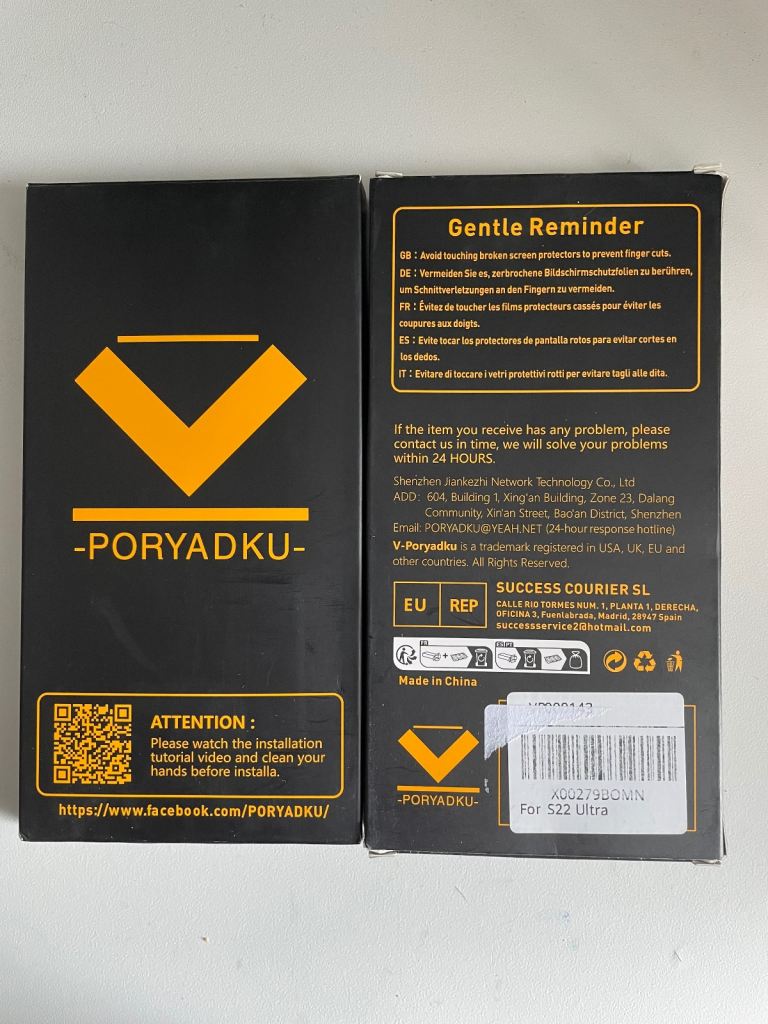 -PORYADKU-
ATTENTION :
Please watch the installation
tutorial video and clean your
hands before installa.
https://www.facebook.com/PORYADKU/
Gentle Reminder
GB : Avoid touching broken screen protectors to prevent finger cuts.
DE : Vermeiden Sie es, zerbrochene Bildschirmschutzfolien zu berühren,
um Schnittverletzungen an den Fingern zu vermeiden.
FR : Évitez de toucher les films protecteurs cassés pour éviter les
coupures aux doigts.
ES : Evite tocar los protectores de pantalla rotos para evitar cortes en
los dedos.
IT : Evitare di toccare i vetri protettivi rotti per evitare tagli alle dita.
If the item you receive has any problem, please
contact us in time, we will solve your problems
within 24 HOURS.
Shenzhen Jiankezhi Network Technology Co., Ltd
ADD: 604, Building 1, Xing'an Building, Zone 23, Dalang
Community, Xin'an Street, Bao'an District, Shenzhen
Email: PORYADKU@YEAH.NET (24-hour response hotline)
V-Poryadku is a trademark registered in USA, UK, EU and
other countries. All Rights Reserved.
EU REP
SUCCESS COURIER SL
CALLE RIO TORMES NUM. 1, PLANTA 1, DERECHA,
OFICINA 3, Fuenlabrada, Madrid, 28947 Spain
successservice2@hotmail.com
FR
ES PT
Made in China
-PORYADKU-
X00279BOMN
For S22 Ultra